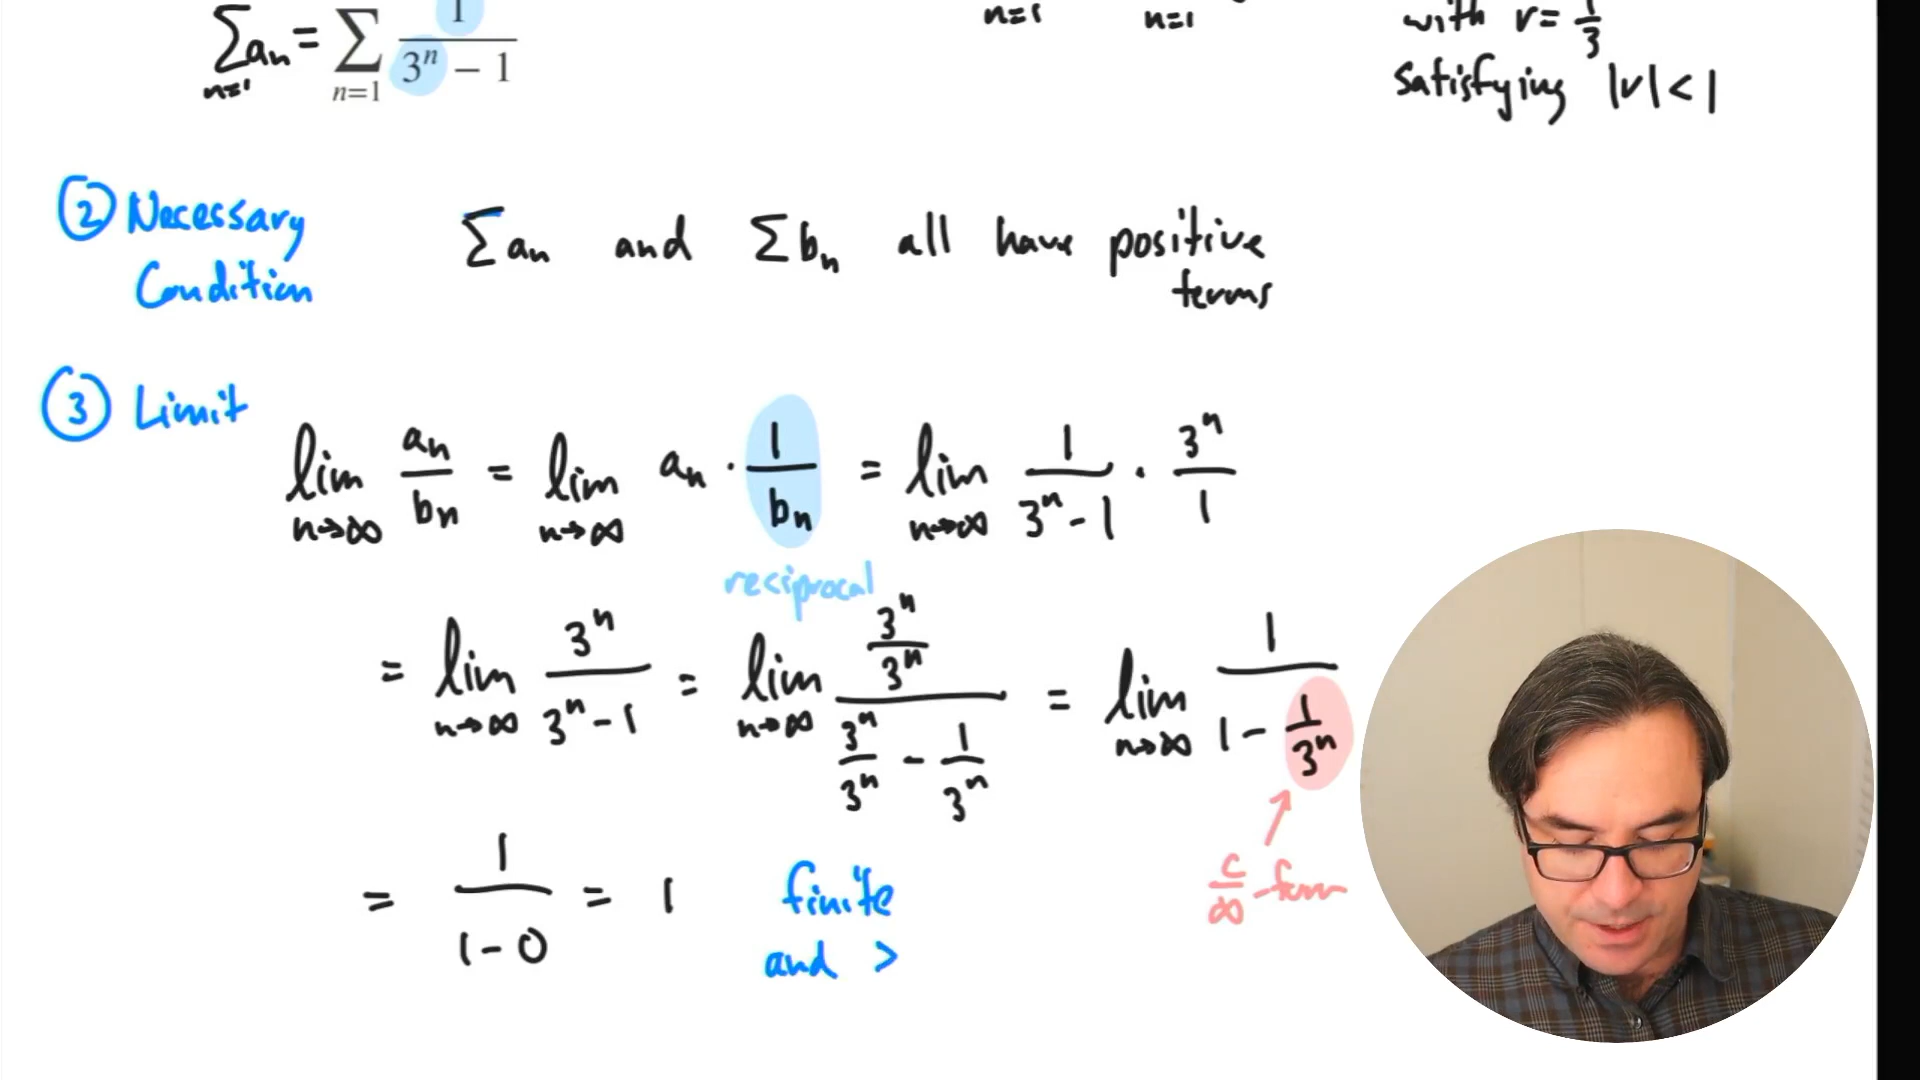 ∑ aₙ = ∑ 1 / (3ⁿ − 1)
n=1 n=1
n=1 n=1
with r = 1/3
satisfying |r| < 1
② Necessary Condition
∑ aₙ and ∑ bₙ all have positive terms
③ Limit
lim n→∞ aₙ/bₙ = lim n→∞ aₙ · 1/bₙ = lim n→∞ 1/(3ⁿ − 1) · 3ⁿ/1
reciprocal
= lim n→∞ 3ⁿ/(3ⁿ − 1) = lim n→∞ (3ⁿ/3ⁿ)/(3ⁿ/3ⁿ − 1/3ⁿ) = lim n→∞ 1/(1 − 1/3ⁿ)
c/∞ -form
= 1/(1 − 0) = 1 finite
and >